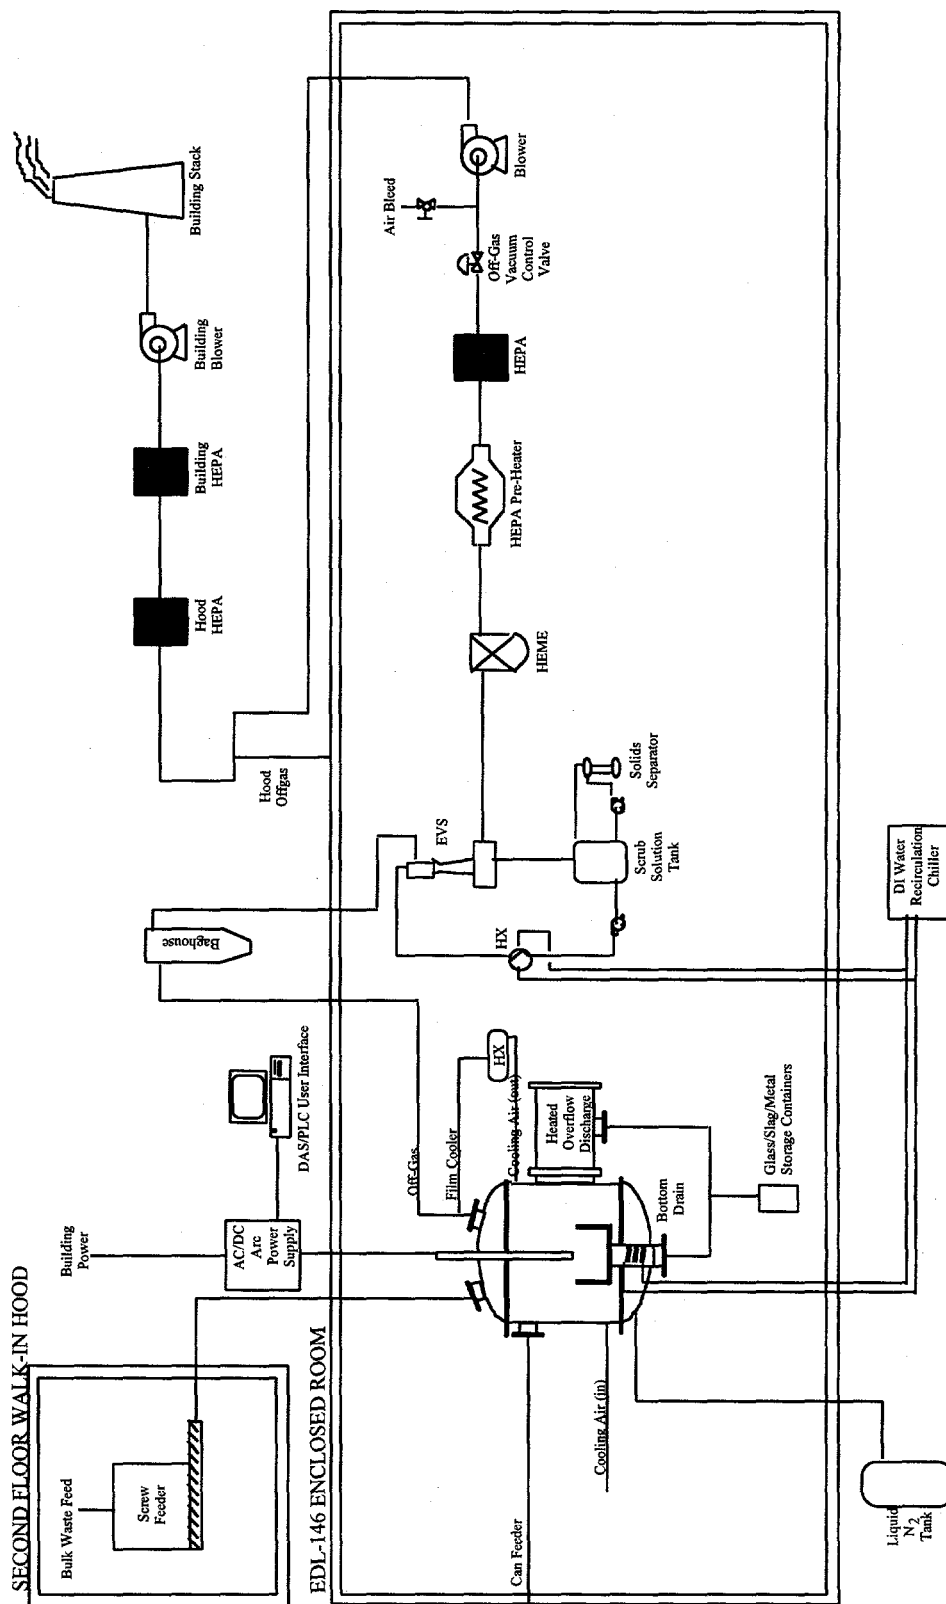 SECOND FLOOR WALK-IN HOOD
Bulk Waste Feed
Screw
Feeder
Building
Power
AC/DC
Arc
Power
Supply
DAS/PLC User Interface
Baghouse
Hood
Offgas
Hood
HEPA
Building
HEPA
Building
Blower
Building Stack
EDL-146 ENCLOSED ROOM
Can Feeder
Cooling Air (in)
Off-Gas
Film Cooler
HX
Cooling Air (out)
Heated
Overflow
Discharge
Bottom
Drain
Glass/Slag/Metal
Storage Containers
EVS
HX
Scrub
Solution
Tank
Solids
Separator
HEME
HEPA Pre-Heater
HEPA
Off-Gas
Vacuum
Control
Valve
Air Bleed
Blower
Liquid
N2
Tank
DI Water
Recirculation
Chiller